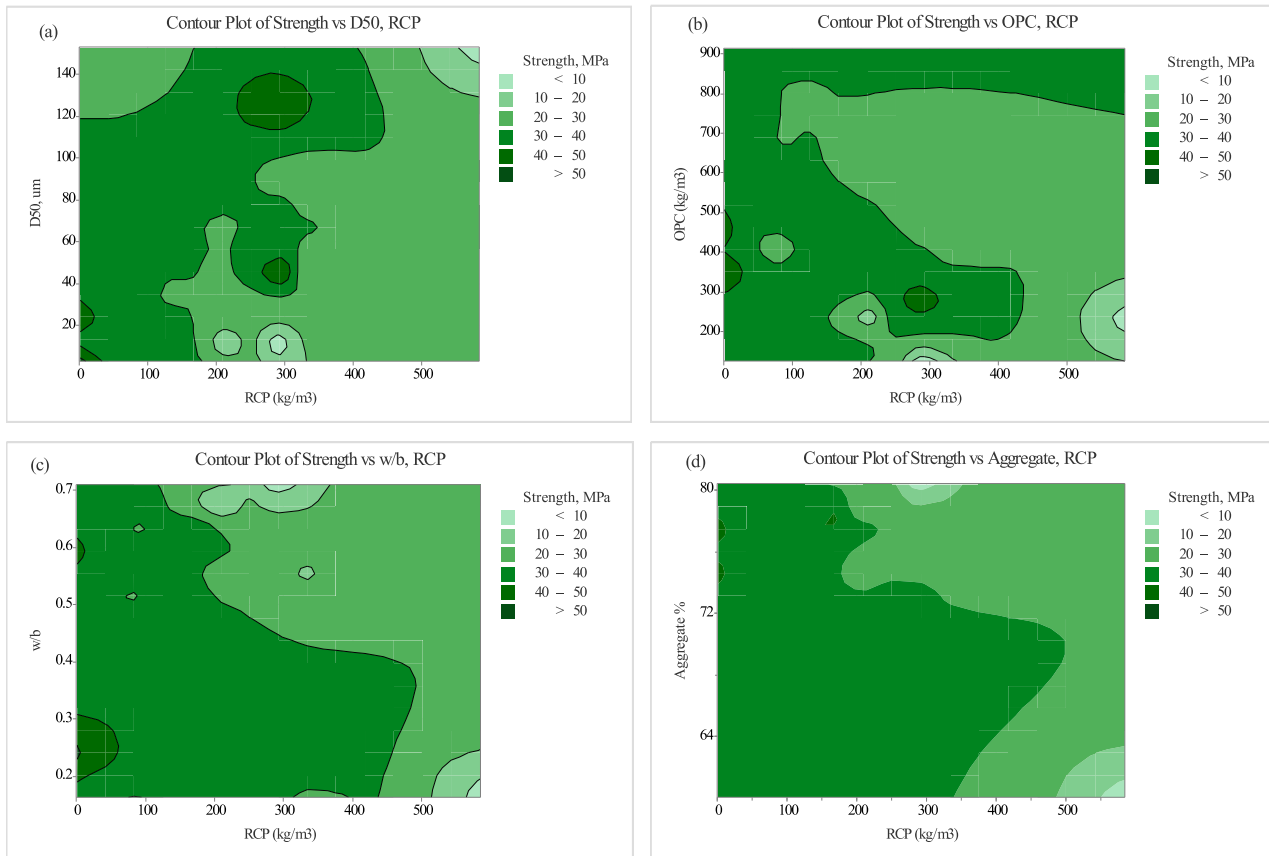 (a)
Contour Plot of Strength vs D50, RCP
Strength, MPa
< 10
10 – 20
20 – 30
30 – 40
40 – 50
> 50
140
120
100
80
60
40
20
D50, um
0
100
200
300
400
500
RCP (kg/m3)
(b)
Contour Plot of Strength vs OPC, RCP
Strength, MPa
< 10
10 – 20
20 – 30
30 – 40
40 – 50
> 50
900
800
700
600
500
400
300
200
OPC (kg/m3)
0
100
200
300
400
500
RCP (kg/m3)
(c)
Contour Plot of Strength vs w/b, RCP
Strength, MPa
< 10
10 – 20
20 – 30
30 – 40
40 – 50
> 50
0.7
0.6
0.5
0.4
0.3
0.2
w/b
0
100
200
300
400
500
RCP (kg/m3)
(d)
Contour Plot of Strength vs Aggregate, RCP
Strength, MPa
< 10
10 – 20
20 – 30
30 – 40
40 – 50
> 50
80
72
64
Aggregate %
0
100
200
300
400
500
RCP (kg/m3)